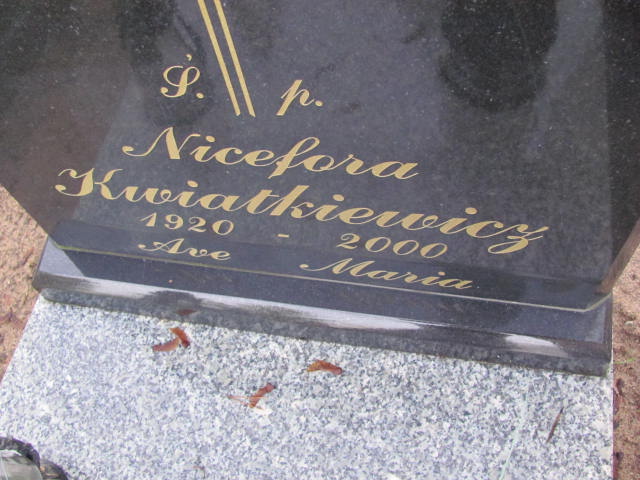 Ś. p.
Nicefora
Kwiatkiewicz
1920 - 2000
Ave Maria